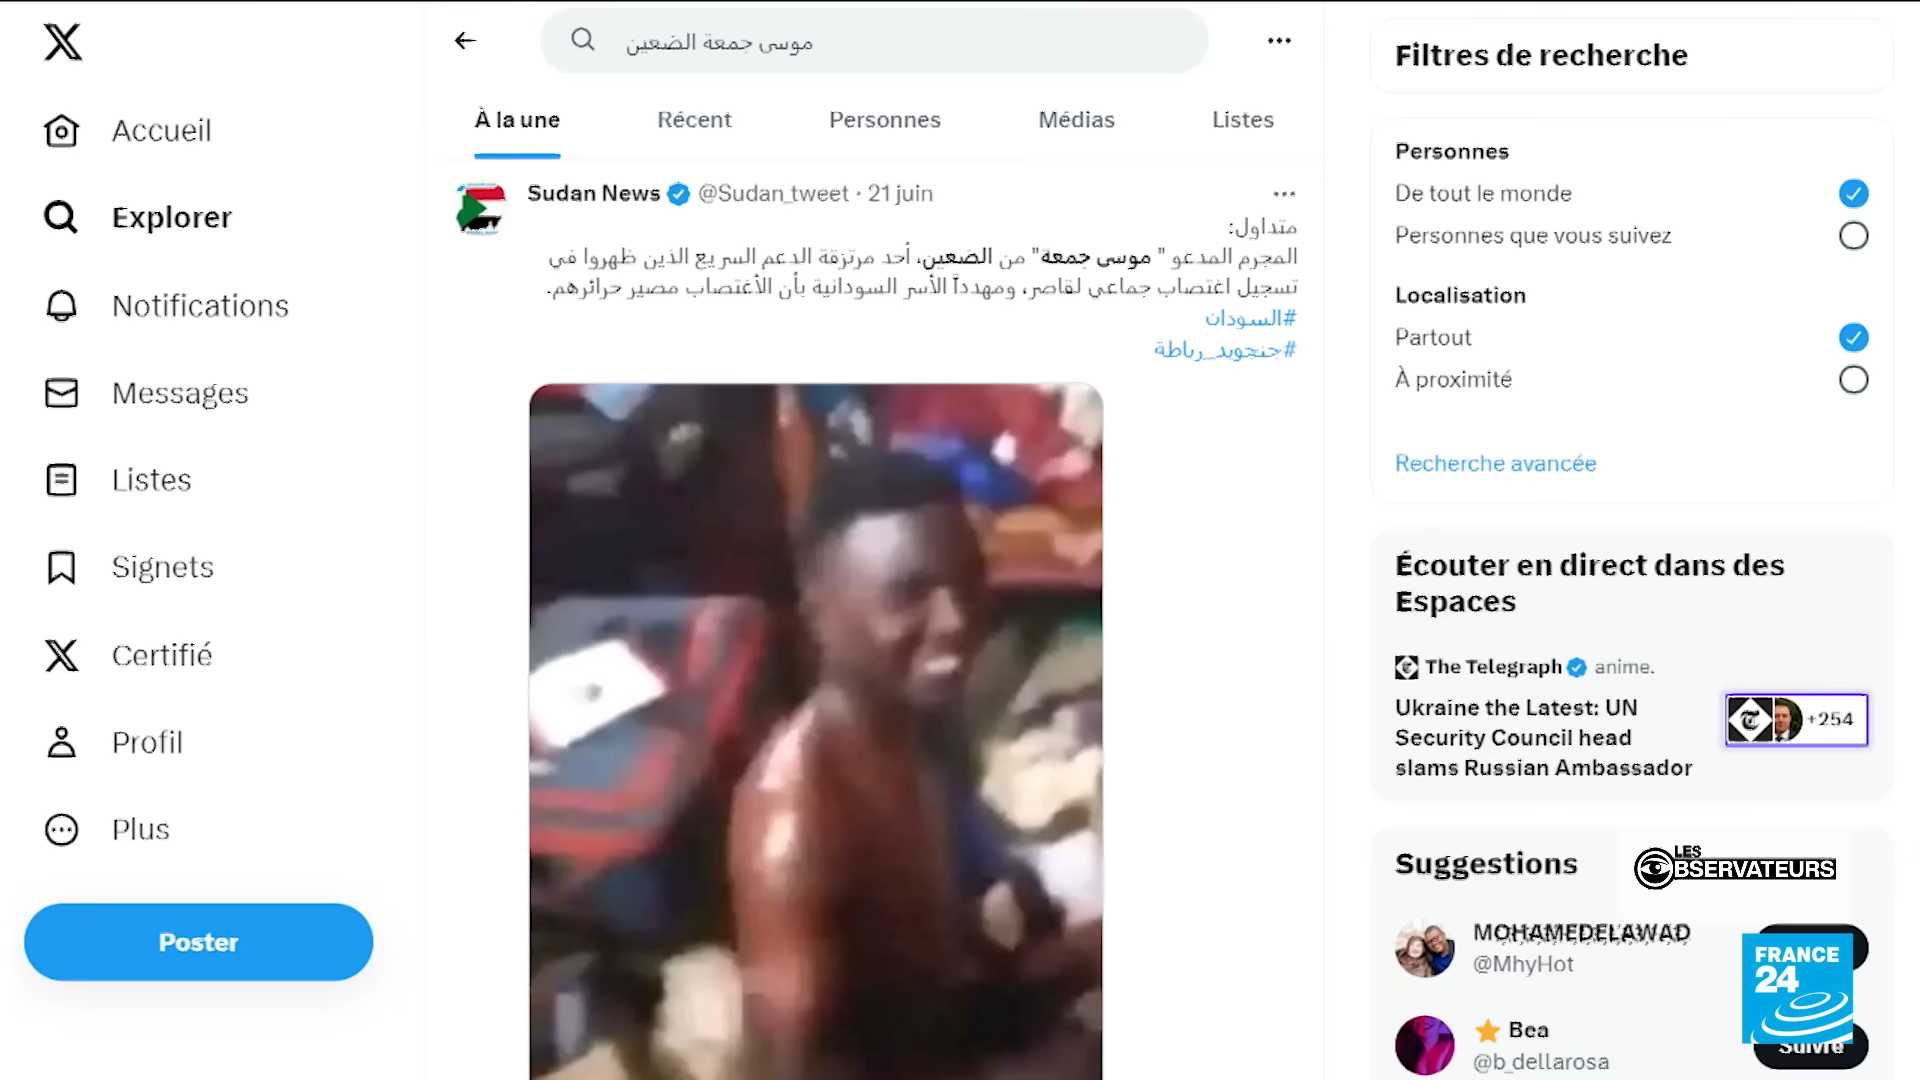 موسى جمعة الضعين
Filtres de recherche
À la une
Récent
Personnes
Médias
Listes
Accueil
Explorer
Notifications
Messages
Listes
Signets
Certifié
Profil
Plus
Poster
Sudan News @Sudan_tweet · 21 juin
متداول:
المجرم المدعو " موسى جمعة" من الضعين، أحد مرتزقة الدعم السريع الذين ظهروا في
تسجيل اغتصاب جماعي لقاصر، ومهدداً الأسر السودانية بأن الأغتصاب مصير حرائرهم.
#السودان
#جنجويد_رباطة
Personnes
De tout le monde
Personnes que vous suivez
Localisation
Partout
À proximité
Recherche avancée
Écouter en direct dans des
Espaces
The Telegraph anime.
Ukraine the Latest: UN
Security Council head
slams Russian Ambassador
+254
Suggestions
LES
OBSERVATEURS
MOHAMEDELAWAD
@MhyHot
FRANCE
24
Bea
@b_dellarosa
Suivre